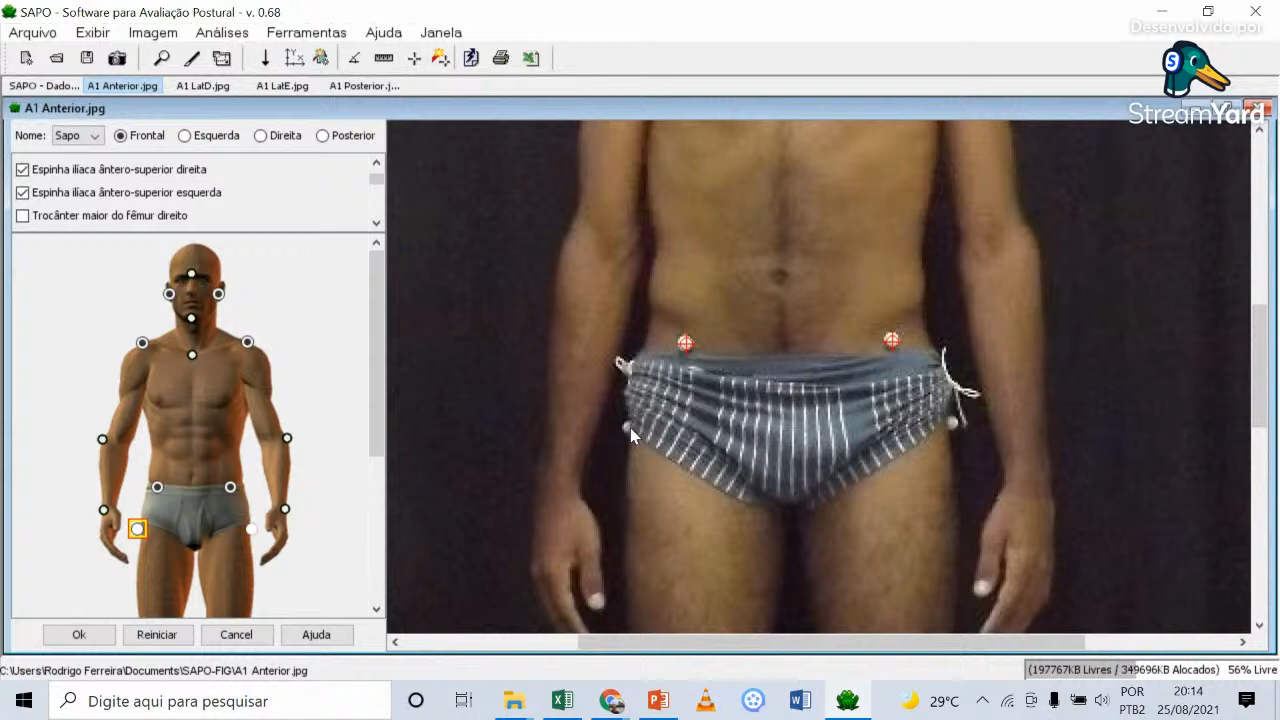 SAPO - Software para Avaliação Postural - v. 0.68
Desenvolvido por
S
StreamYard
Arquivo Exibir Imagem Análises Ferramentas Ajuda Janela
SAPO - Dado... A1 Anterior.jpg A1 LatD.jpg A1 LatE.jpg A1 Posterior.j...
A1 Anterior.jpg
Nome: Sapo Frontal Esquerda Direita Posterior
Espinha ilíaca ântero-superior direita
Espinha ilíaca ântero-superior esquerda
Trocânter maior do fêmur direito
Ok Reiniciar Cancel Ajuda
C:\Users\Rodrigo Ferreira\Documents\SAPO-FIG\A1 Anterior.jpg
(197767KB Livres / 349696KB Alocados) 56% Livre
Digite aqui para pesquisar
29°C
POR
PTB2
20:14
25/08/2021